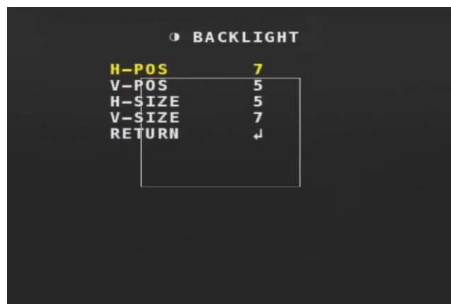 BACKLIGHT
H-POS 7
V-POS 5
H-SIZE 5
V-SIZE 7
RETURN ↲